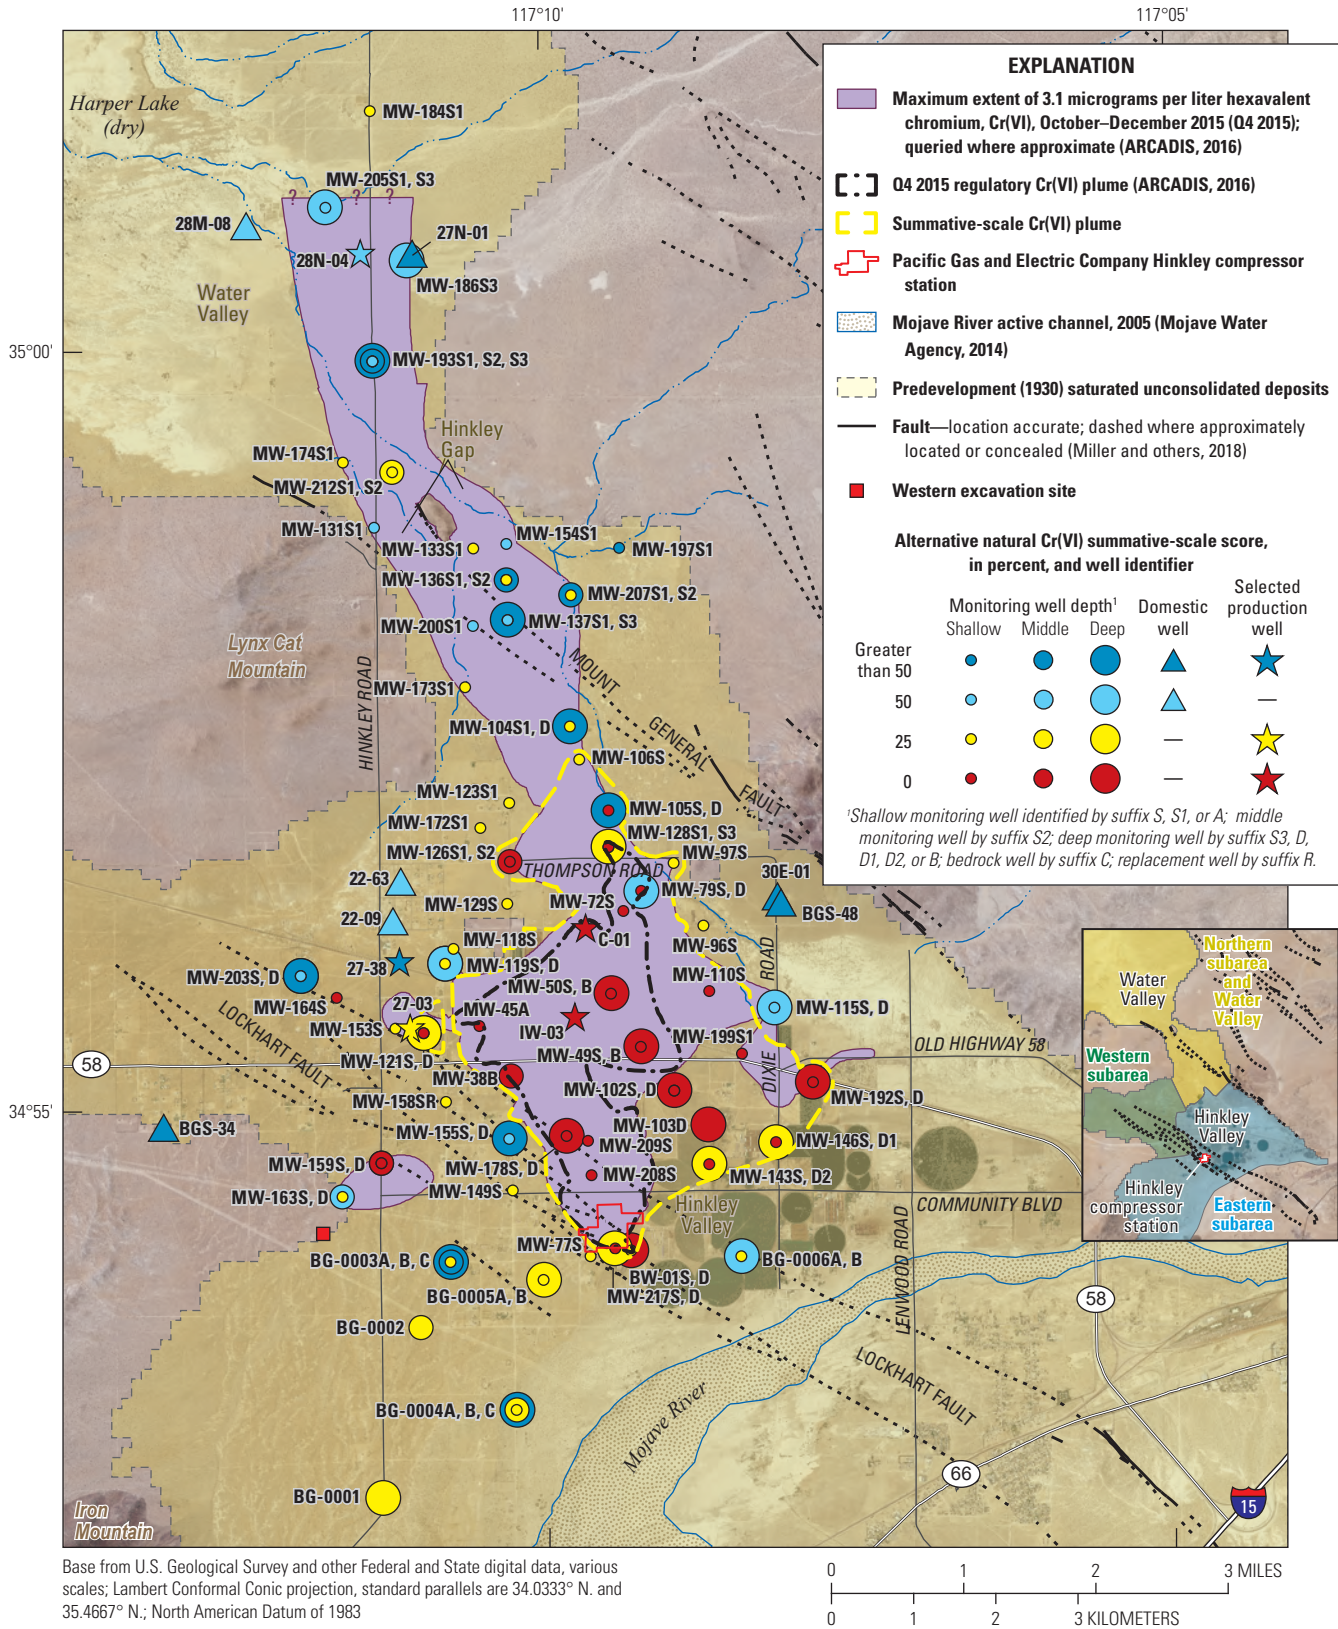 117°10'
117°05'
Harper Lake
(dry)
MW-184S1
MW-205S1, S3
? ? ?
28M-08
27N-01
28N-04
MW-186S3
Water
Valley
35°00'
MW-193S1, S2, S3
Hinkley
Gap
MW-174S1
MW-212S1, S2
MW-131S1
MW-154S1
MW-133S1
MW-197S1
MW-136S1, S2
MW-207S1, S2
MW-137S1, S3
MW-200S1
Lynx Cat
Mountain
HINKLEY ROAD
MOUNT
GENERAL
FAULT
MW-173S1
MW-104S1, D
MW-106S
MW-123S1
MW-105S, D
MW-172S1
MW-128S1, S3
MW-126S1, S2
MW-97S
THOMPSON ROAD
22-63
MW-79S, D
30E-01
MW-129S
MW-72S
BGS-48
22-09
C-01
MW-118S
MW-96S
27-38
MW-119S, D
MW-203S, D
MW-50S, B
MW-110S
ROAD
MW-164S
27-03
MW-45A
MW-115S, D
LOCKHART FAULT
MW-153S
IW-03
MW-199S1
OLD HIGHWAY 58
MW-121S, D
MW-49S, B
58
MW-38B
DIXIE
MW-102S, D
MW-192S, D
MW-158SR
34°55'
BGS-34
MW-155S, D
MW-103D
MW-146S, D1
MW-209S
MW-159S, D
MW-178S, D
MW-208S
MW-143S, D2
MW-163S, D
MW-149S
Hinkley
Valley
COMMUNITY BLVD
MW-77S
BG-0003A, B, C
BG-0006A, B
BW-01S, D
BG-0005A, B
MW-217S, D
LENWOOD ROAD
58
BG-0002
LOCKHART FAULT
BG-0004A, B, C
Mojave River
66
BG-0001
Iron
Mountain
15
EXPLANATION
Maximum extent of 3.1 micrograms per liter hexavalent
chromium, Cr(VI), October–December 2015 (Q4 2015);
queried where approximate (ARCADIS, 2016)
Q4 2015 regulatory Cr(VI) plume (ARCADIS, 2016)
Summative-scale Cr(VI) plume
Pacific Gas and Electric Company Hinkley compressor
station
Mojave River active channel, 2005 (Mojave Water
Agency, 2014)
Predevelopment (1930) saturated unconsolidated deposits
Fault—location accurate; dashed where approximately
located or concealed (Miller and others, 2018)
Western excavation site
Alternative natural Cr(VI) summative-scale score,
in percent, and well identifier
Monitoring well depth1
Domestic
well
Selected
production
well
Shallow Middle Deep
Greater
than 50
50 —
25 —
0 —
1Shallow monitoring well identified by suffix S, S1, or A; middle
monitoring well by suffix S2; deep monitoring well by suffix S3, D,
D1, D2, or B; bedrock well by suffix C; replacement well by suffix R.
Northern
subarea
and
Water
Valley
Water
Valley
Western
subarea
Hinkley
Valley
Hinkley
compressor
station
Eastern
subarea
Base from U.S. Geological Survey and other Federal and State digital data, various
scales; Lambert Conformal Conic projection, standard parallels are 34.0333° N. and
35.4667° N.; North American Datum of 1983
0 1 2 3 MILES
0 1 2 3 KILOMETERS